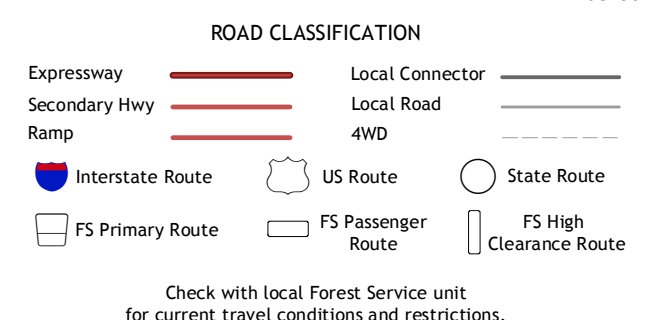 ROAD CLASSIFICATION
Expressway
Local Connector
Secondary Hwy
Local Road
Ramp
4WD
Interstate Route
US Route
State Route
FS Primary Route
FS Passenger
Route
FS High
Clearance Route
Check with local Forest Service unit
for current travel conditions and restrictions.